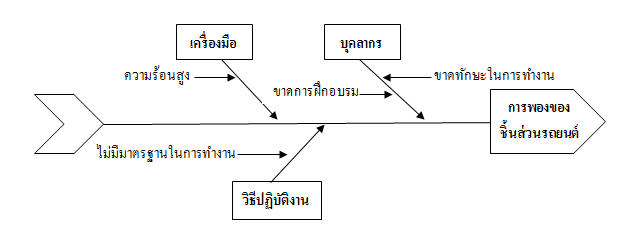 เครื่องมือ
บุคลากร
ความร้อนสูง
ขาดทักษะในการทำงาน
ขาดการฝึกอบรม
การพองของ
ชิ้นส่วนรถยนต์
ไม่มีมาตรฐานในการทำงาน
วิธีปฏิบัติงาน